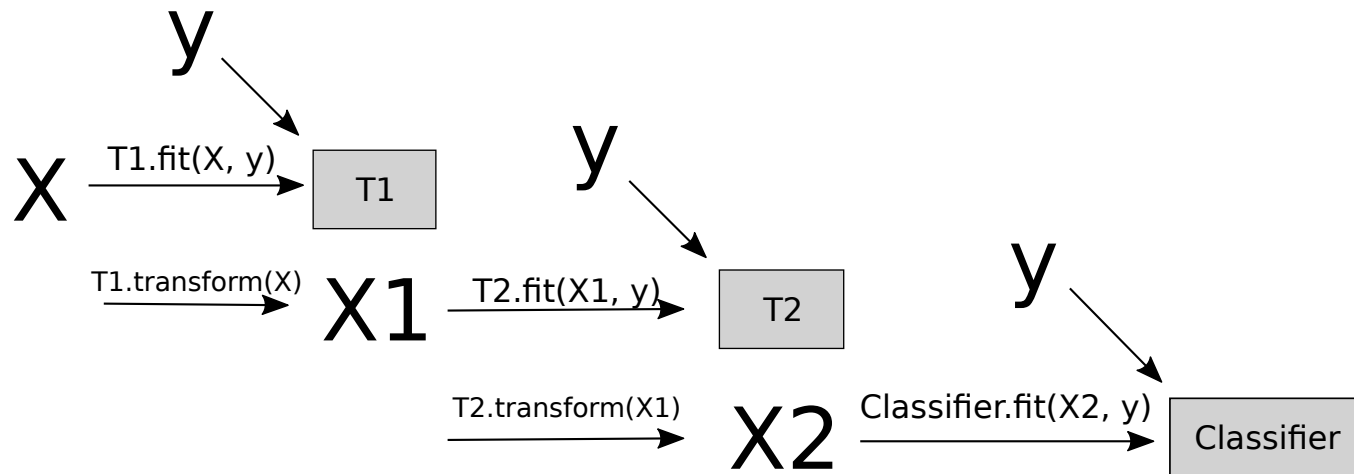 y
X
T1.fit(X, y)
T1
y
T1.transform(X)
X1
T2.fit(X1, y)
T2
y
T2.transform(X1)
X2
Classifier.fit(X2, y)
Classifier